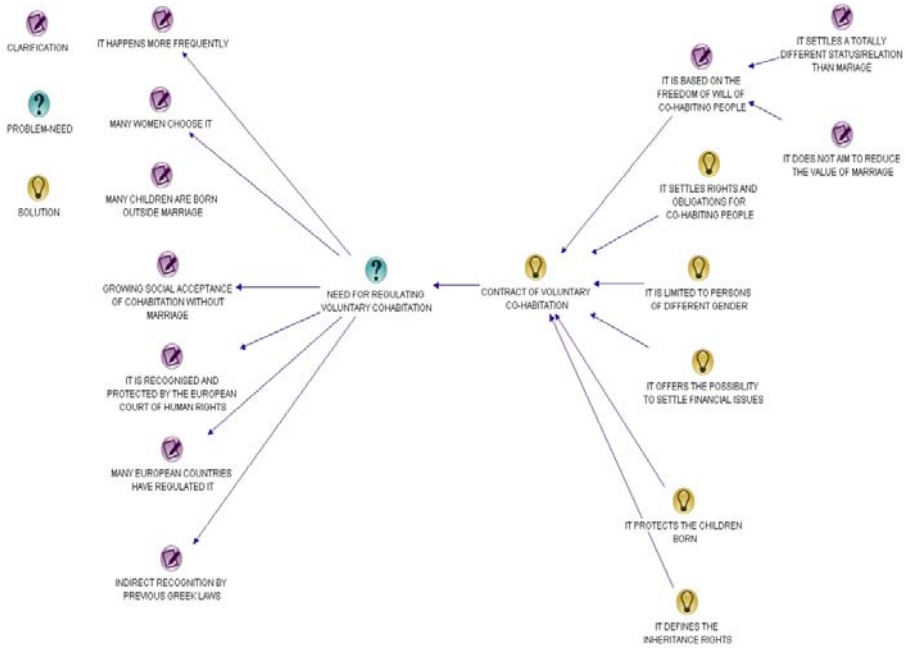 CLARIFICATION
PROBLEM-NEED
SOLUTION
IT HAPPENS MORE FREQUENTLY
MANY WOMEN CHOOSE IT
MANY CHILDREN ARE BORN
OUTSIDE MARRIAGE
GROWING SOCIAL ACCEPTANCE
OF COHABITATION WITHOUT
MARRIAGE
IT IS RECOGNISED AND
PROTECTED BY THE EUROPEAN
COURT OF HUMAN RIGHTS
MANY EUROPEAN COUNTRIES
HAVE REGULATED IT
INDIRECT RECOGNITION BY
PREVIOUS GREEK LAWS
NEED FOR REGULATING
VOLUNTARY COHABITATION
CONTRACT OF VOLUNTARY
CO-HABITATION
IT IS BASED ON THE
FREEDOM OF WILL OF
CO-HABITING PEOPLE
IT SETTLES A TOTALLY
DIFFERENT STATUS/RELATION
THAN MARIAGE
IT DOES NOT AIM TO REDUCE
THE VALUE OF MARRIAGE
IT SETTLES RIGHTS AND
OBLIGATIONS FOR
CO-HABITING PEOPLE
IT IS LIMITED TO PERSONS
OF DIFFERENT GENDER
IT OFFERS THE POSSIBILITY
TO SETTLE FINANCIAL ISSUES
IT PROTECTS THE CHILDREN
BORN
IT DEFINES THE
INHERITANCE RIGHTS